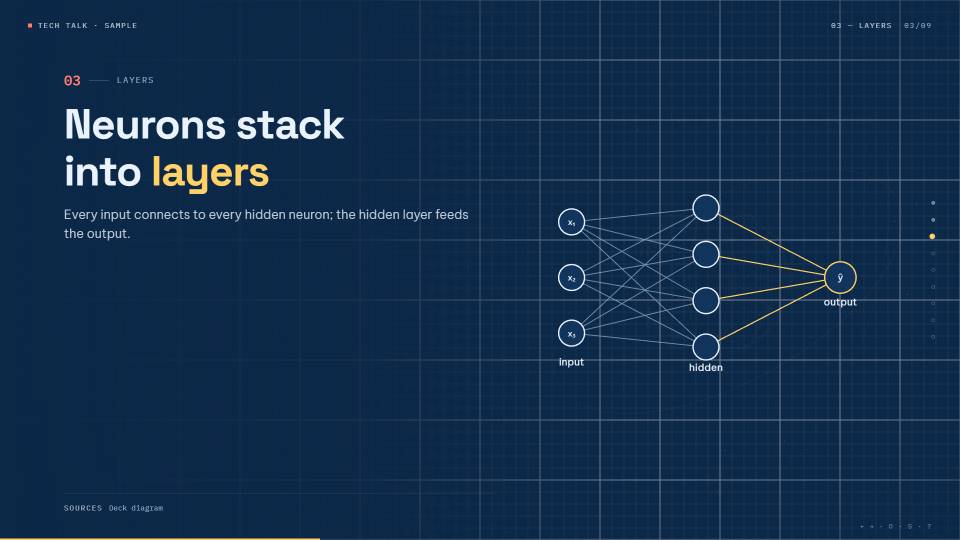 TECH TALK · SAMPLE
03 — LAYERS 03/09
03 LAYERS
Neurons stack
into layers
Every input connects to every hidden neuron; the hidden layer feeds
the output.
x₁
x₂
x₃
ŷ
output
input
hidden
SOURCES Deck diagram